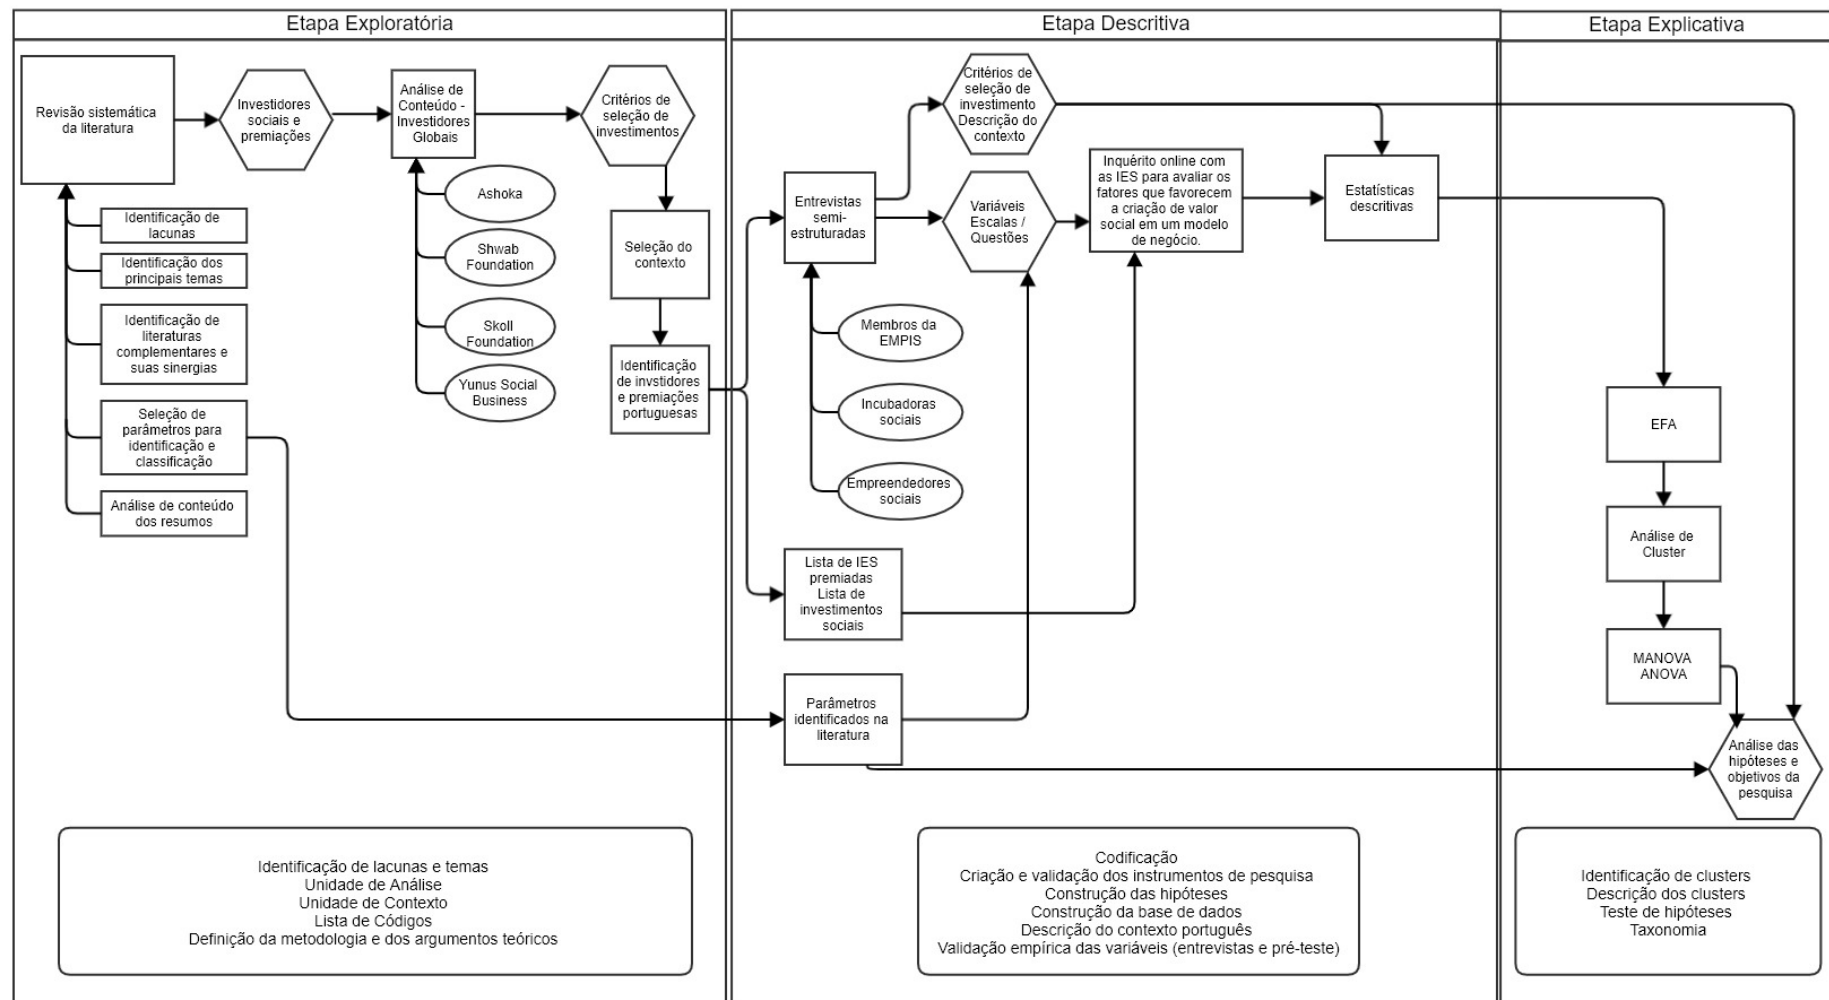 Etapa Exploratória
Etapa Descritiva
Etapa Explicativa
Revisão sistemática
da literatura
Investidores
sociais e
premiações
Análise de
Conteúdo -
Investidores
Globais
Critérios de
seleção de
investimentos
Identificação de
lacunas
Identificação dos
principais temas
Identificação de
literaturas
complementares e
suas sinergias
Seleção de
parâmetros para
identificação e
classificação
Análise de conteúdo
dos resumos
Ashoka
Shwab
Foundation
Skoll
Foundation
Yunus Social
Business
Seleção do
contexto
Identificação
de invstidores
e premiações
portuguesas
Critérios de
seleção de
investimento
Descrição do
contexto
Entrevistas
semi-
estruturadas
Variáveis
Escalas /
Questões
Inquérito online com
as IES para avaliar os
fatores que favorecem
a criação de valor
social em um modelo
de negócio.
Estatísticas
descritivas
Membros da
EMPIS
Incubadoras
sociais
Empreendedores
sociais
Lista de IES
premiadas
Lista de
investimentos
sociais
Parâmetros
identificados na
literatura
EFA
Análise de
Cluster
MANOVA
ANOVA
Análise das
hipóteses e
objetivos da
pesquisa
Identificação de lacunas e temas
Unidade de Análise
Unidade de Contexto
Lista de Códigos
Definição da metodologia e dos argumentos teóricos
Codificação
Criação e validação dos instrumentos de pesquisa
Construção das hipóteses
Construção da base de dados
Descrição do contexto português
Validação empírica das variáveis (entrevistas e pré-teste)
Identificação de clusters
Descrição dos clusters
Teste de hipóteses
Taxonomia